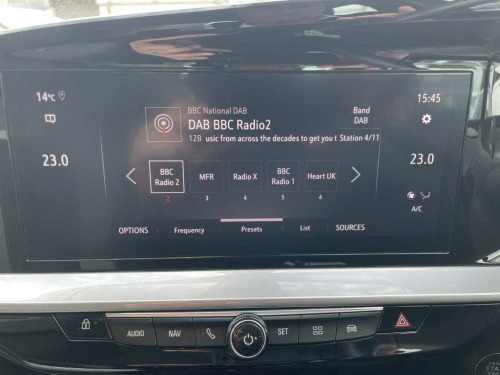 14°C
15:45
BBC National DAB
DAB BBC Radio2
Band
DAB
12B usic from across the decades to get you t Station 4/11
23.0
23.0
BBC Radio 2
MFR
Radio X
BBC Radio 1
Heart UK
2 3 4 5 6
A/C
OPTIONS Frequency Presets List SOURCES
AUDIO NAV SET